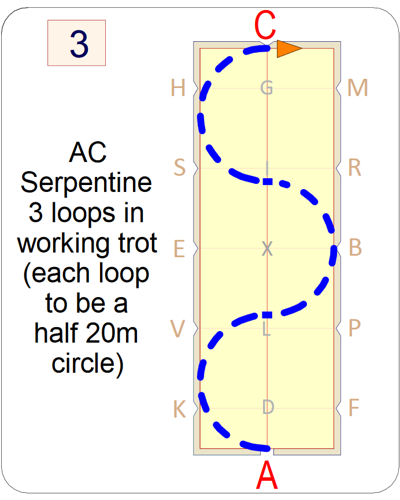 3
AC
Serpentine
3 loops in
working trot
(each loop
to be a
half 20m
circle)
C
H G M
S I R
E X B
V L P
K D F
A